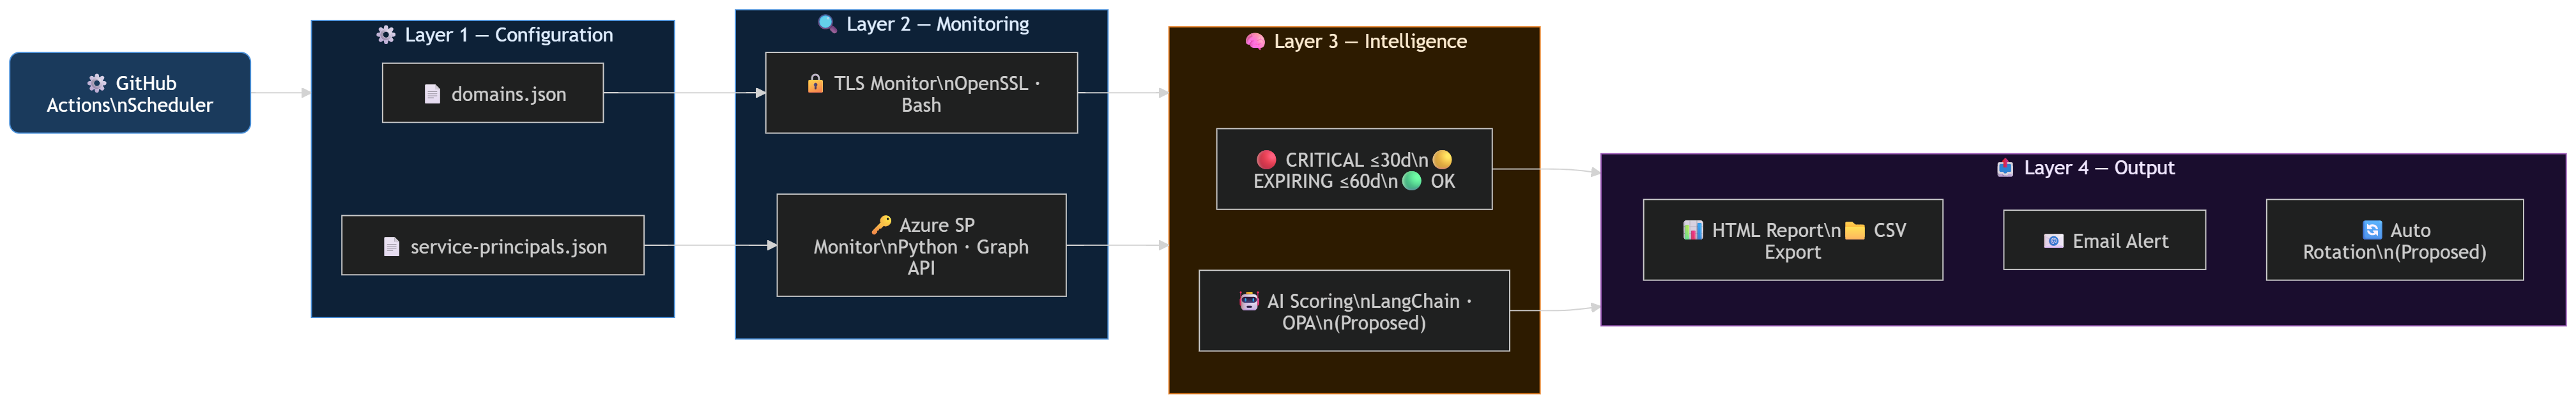 ⚙️ GitHub
Actions\nScheduler
⚙️ Layer 1 — Configuration
📄 domains.json
📄 service-principals.json
🔍 Layer 2 — Monitoring
🔒 TLS Monitor\nOpenSSL ·
Bash
🔑 Azure SP
Monitor\nPython · Graph
API
🧠 Layer 3 — Intelligence
🔴 CRITICAL ≤30d\n🟡
EXPIRING ≤60d\n🟢 OK
🤖 AI Scoring\nLangChain ·
OPA\n(Proposed)
📤 Layer 4 — Output
📊 HTML Report\n📁 CSV
Export
📧 Email Alert
🔄 Auto
Rotation\n(Proposed)